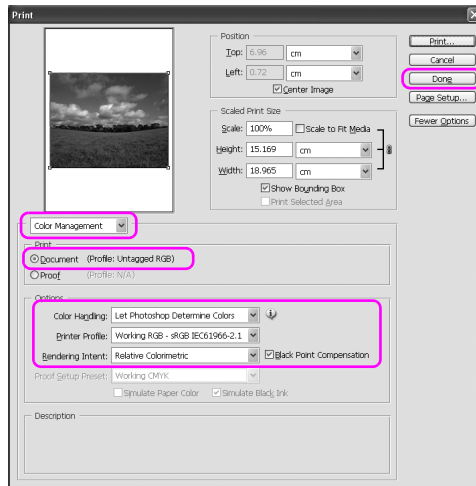 Print
Position
Top: 6.96 cm
Left: 0.72 cm
Center Image
Scaled Print Size
Scale: 100% Scale to Fit Media
Height: 15.169 cm
Width: 18.965 cm
Show Bounding Box
Print Selected Area
Print...
Cancel
Done
Page Setup...
Fewer Options
Color Management
Print
Document (Profile: Untagged RGB)
Proof (Profile: N/A)
Options
Color Handling: Let Photoshop Determine Colors
Printer Profile: Working RGB - sRGB IEC61966-2.1
Rendering Intent: Relative Colorimetric Black Point Compensation
Proof Setup Preset: Working CMYK
Simulate Paper Color Simulate Black Ink
Description